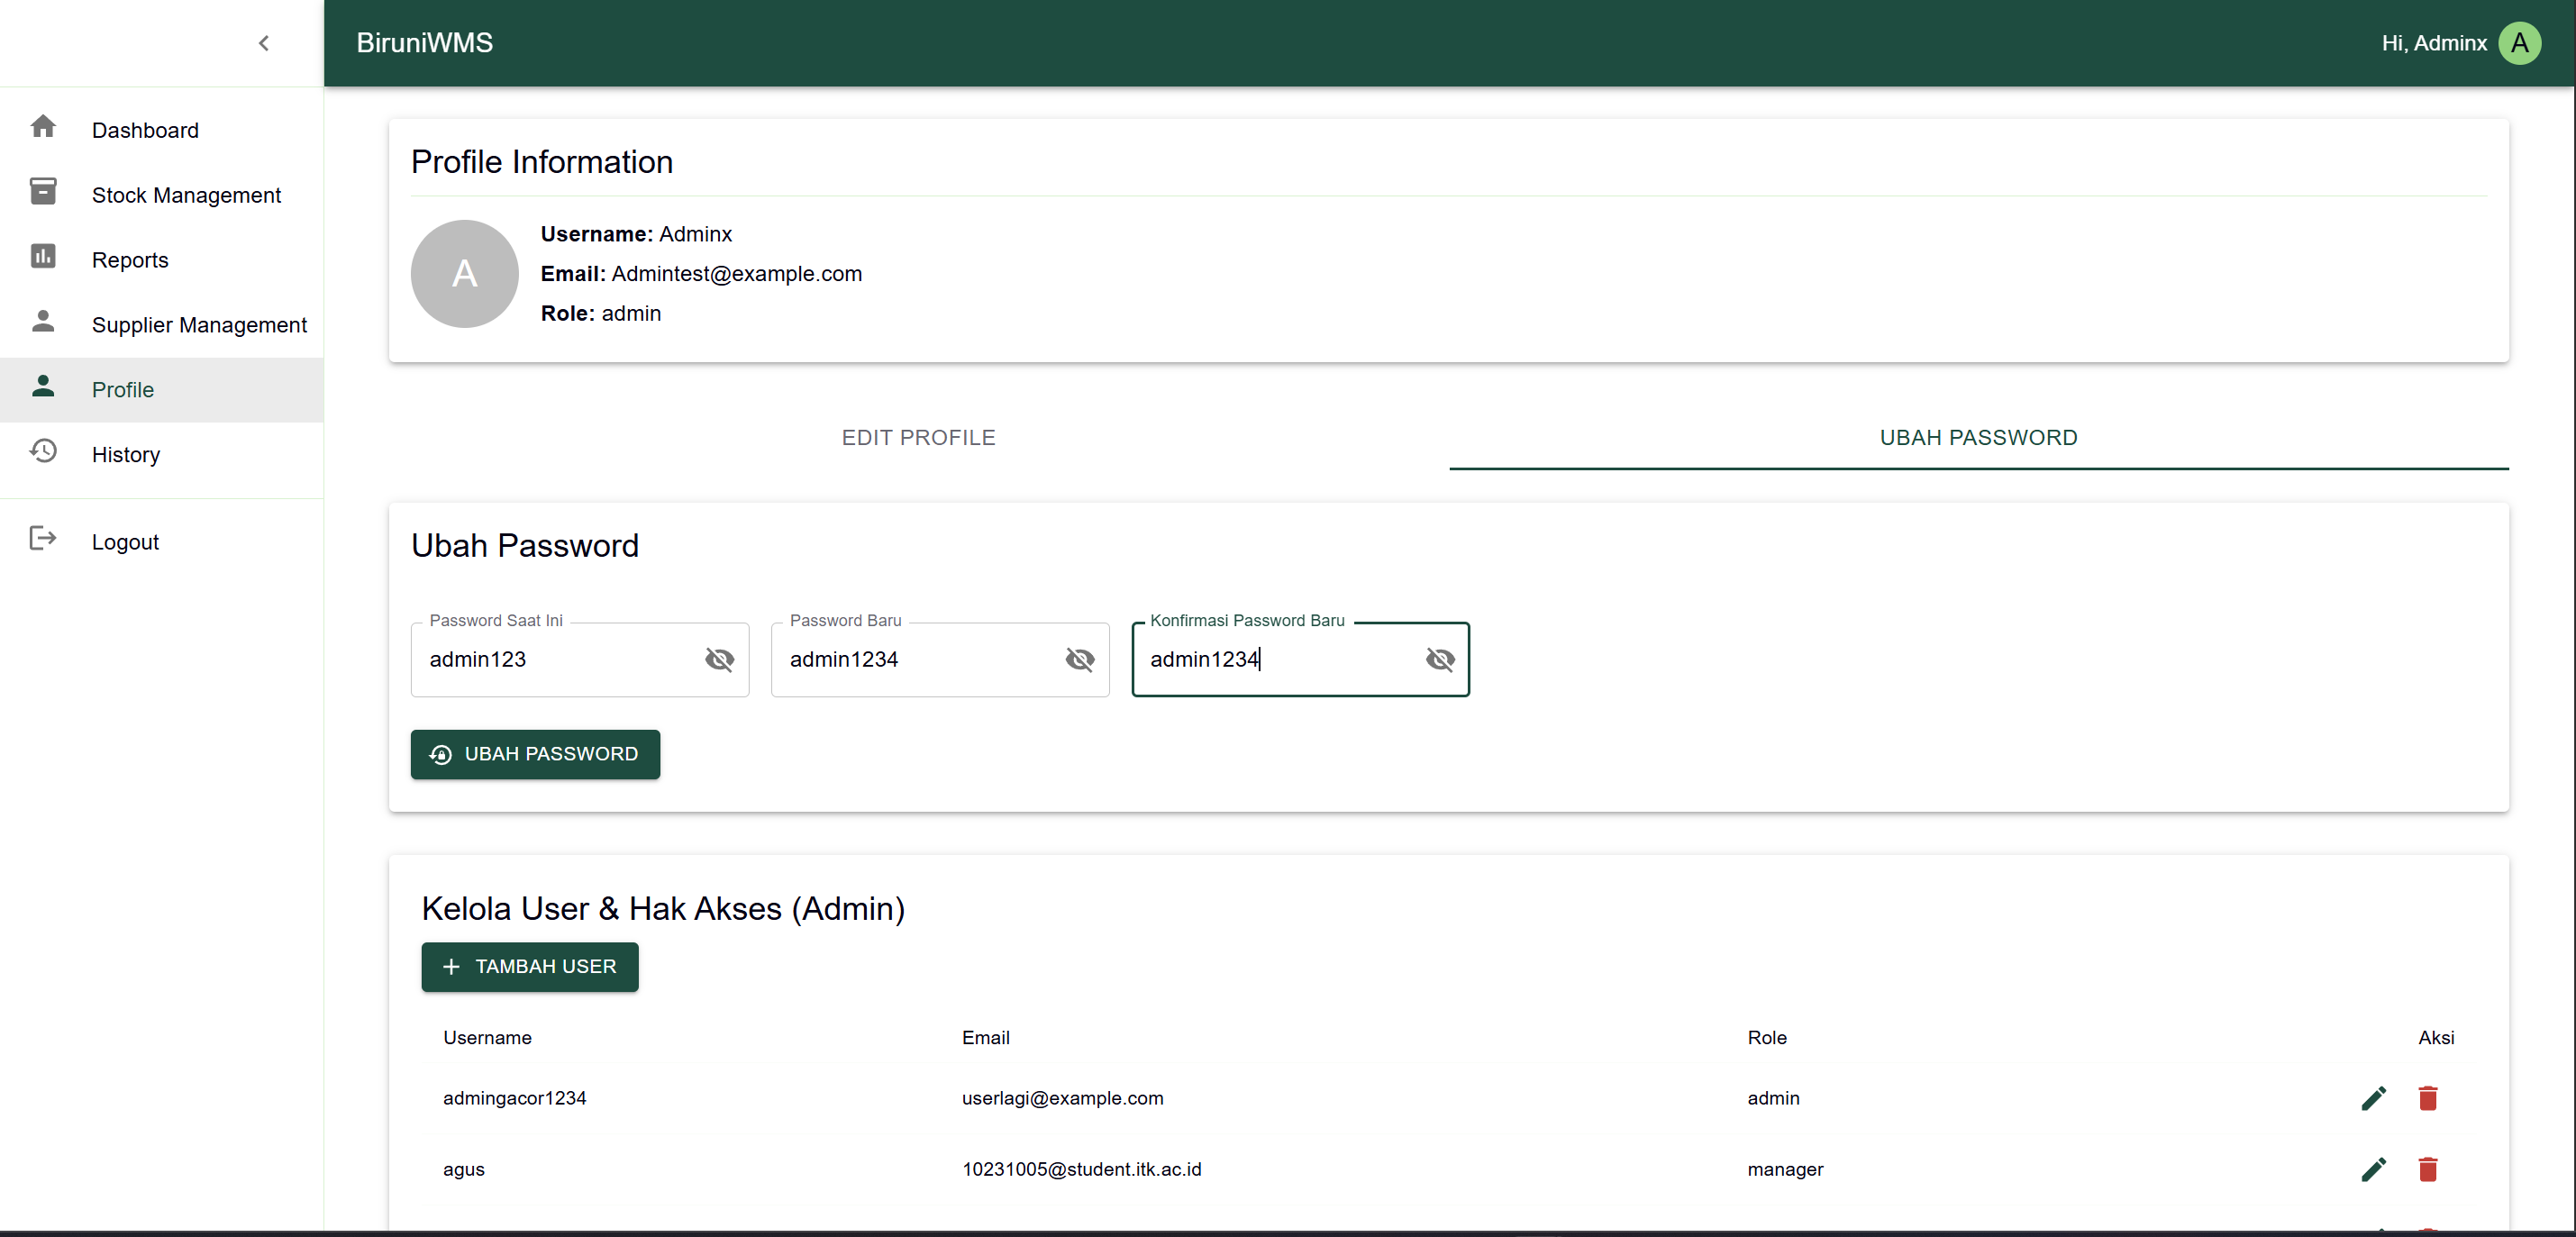 BiruniWMS
Hi, Adminx
A
Dashboard
Stock Management
Reports
Supplier Management
Profile
History
Logout
Profile Information
A
Username: Adminx
Email: Admintest@example.com
Role: admin
EDIT PROFILE
UBAH PASSWORD
Ubah Password
Password Saat Ini
admin123
Password Baru
admin1234
Konfirmasi Password Baru
admin1234
UBAH PASSWORD
Kelola User & Hak Akses (Admin)
TAMBAH USER
Username Email Role Aksi
admingacor1234 userlagi@example.com admin
agus 10231005@student.itk.ac.id manager